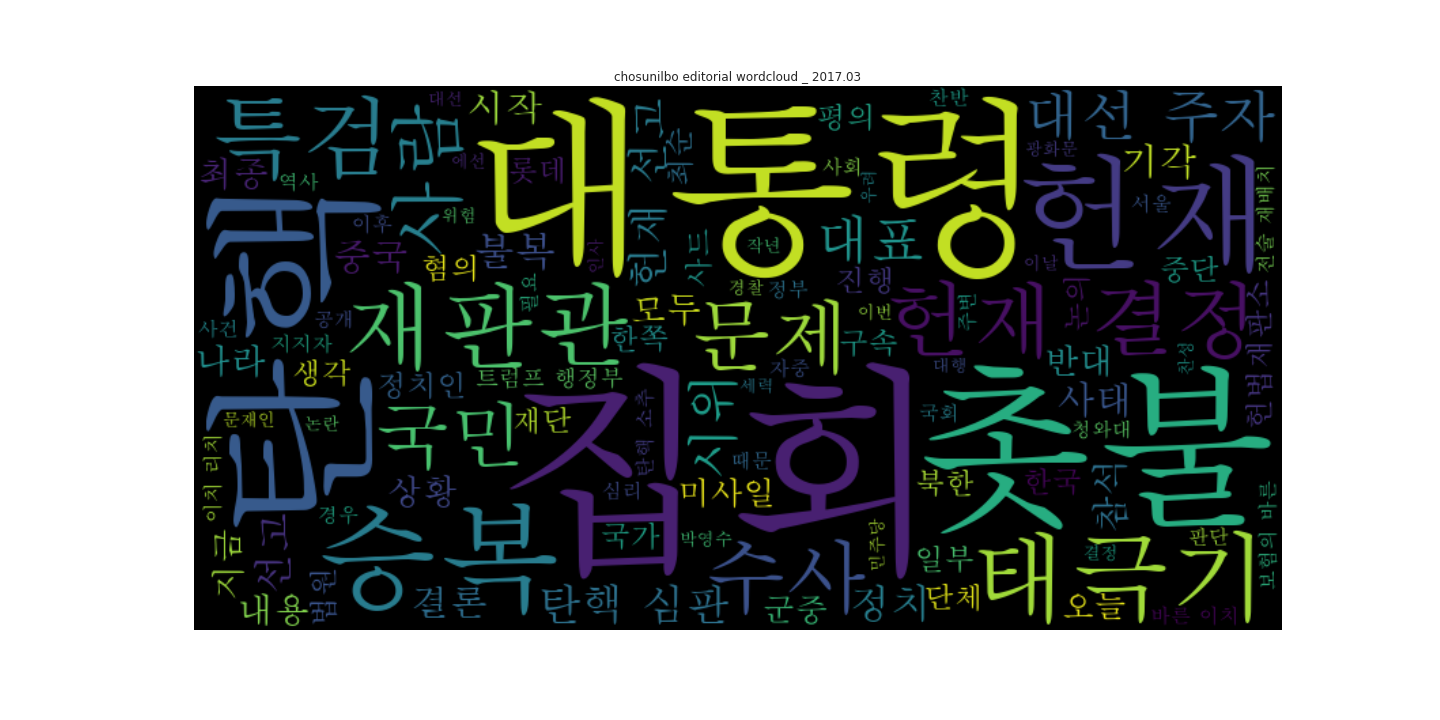 chosunilbo editorial wordcloud _ 2017.03
특검
사람
대선
시작
대통령
선고
최순
찬반
평의
사회
우리
대선 주자
광화문
기각
헌재
서울
전술 재배치
최종
역사
에선
롯데
탄핵
이후
위협
중국
혐의
불복
인사
헌재
사드
작년
대표
이날
중단
진행
경찰
정부
필요
재판관
모두
한쪽
문제
이번
구속
헌재 결정
주변
논의
헌법재판소
사건
공개
지지자
나라
생각
정치인
트럼프 행정부
자중
세력
대행
반대
찬성
문재인
논란
국민
재단
탄핵 소추
시위
집회
국회
촛불
사태
청와대
이치 리치
상황
때문
심리
미사일
북한
한국
참석
바른
경우
승복
국가
박영수
수사
민주당
일부
태극기
결정
판단
보험의
지금
선고
내용
법원
결론
탄핵 심판
군중
정치
단체
오늘
바른 이치